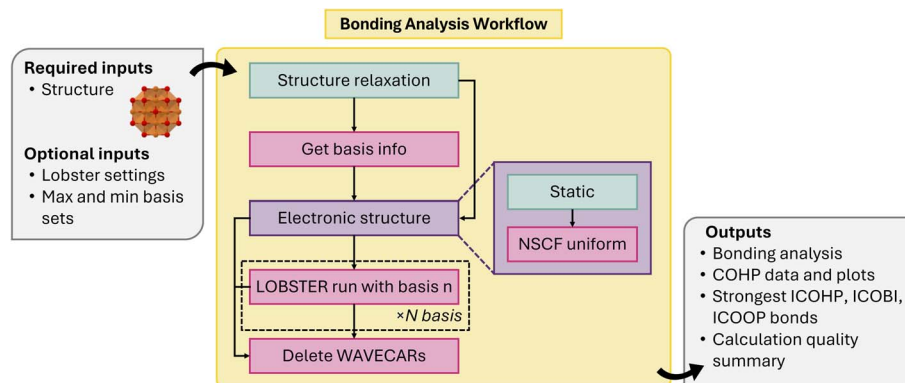 Bonding Analysis Workflow
Required inputs
• Structure
Optional inputs
• Lobster settings
• Max and min basis
sets
Structure relaxation
Get basis info
Electronic structure
LOBSTER run with basis n
×N basis
Delete WAVECARs
Static
NSCF uniform
Outputs
• Bonding analysis
• COHP data and plots
• Strongest ICOHP, ICOBI,
ICOOP bonds
• Calculation quality
summary